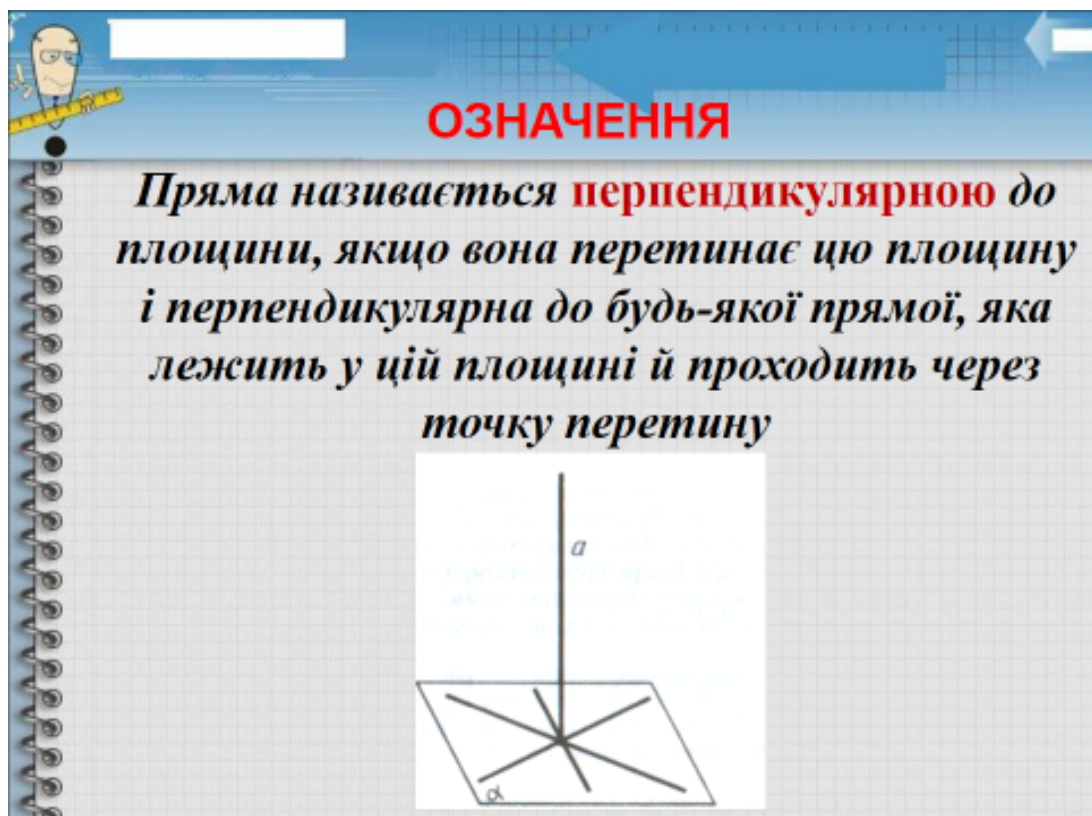 ОЗНАЧЕННЯ
Пряма називається перпендикулярною до
площини, якщо вона перетинає цю площину
і перпендикулярна до будь-якої прямої, яка
лежить у цій площині й проходить через
точку перетину
a
α